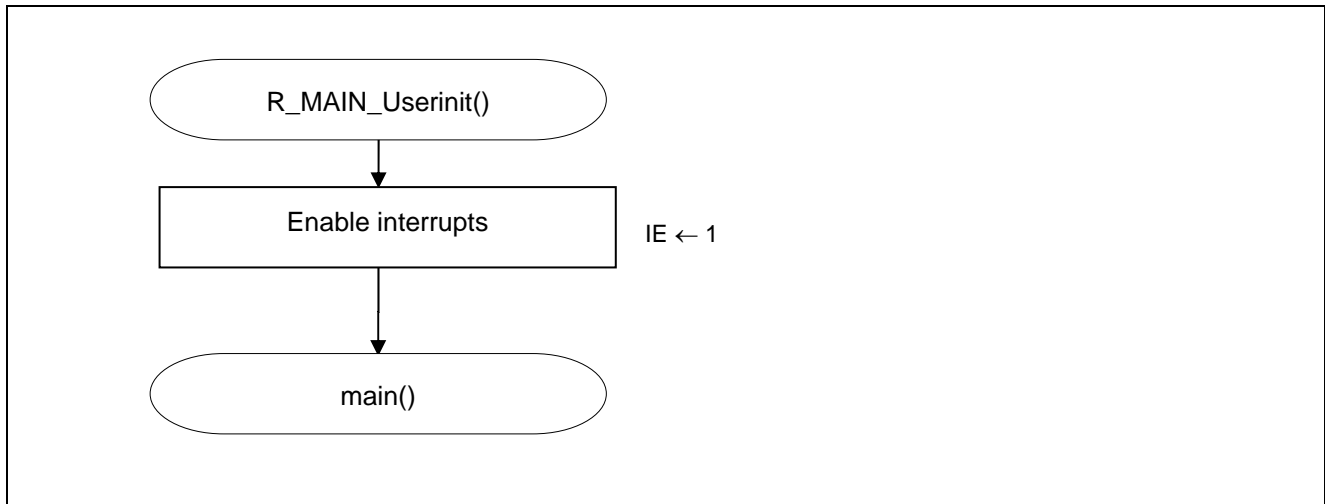 R_MAIN_Userinit()
Enable interrupts
IE ← 1
main()